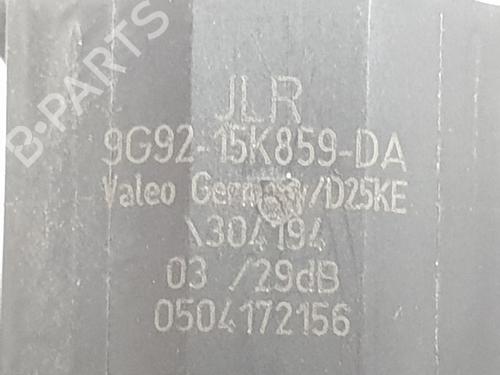 B-PARTS
JLR
9G92-15K859-DA
Valeo Germany/D25KE
304194
03 /29dB
0504172156